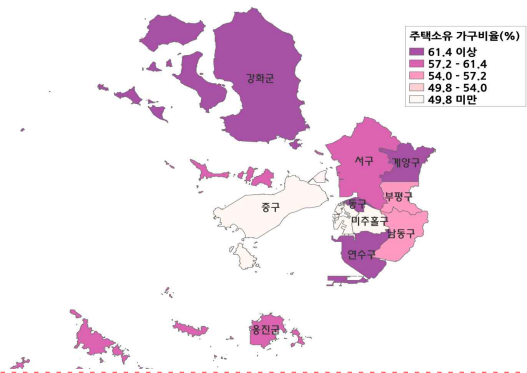 주택소유 가구비율(%)
61.4 이상
57.2 - 61.4
54.0 - 57.2
49.8 - 54.0
49.8 미만
강화군
서구
계양구
부평구
중구
동구
미추홀구
남동구
연수구
옹진군